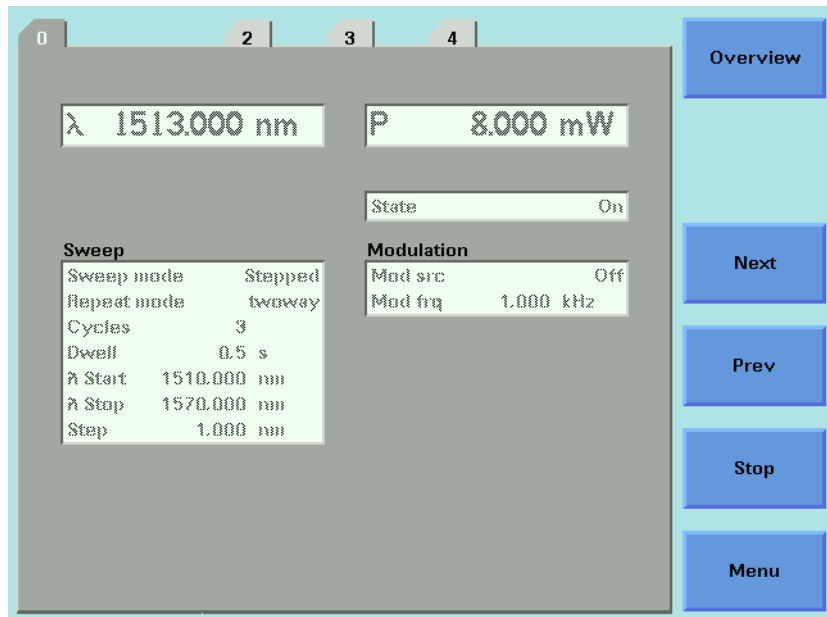 0 2 3 4
Overview
λ 1513.000 nm
P 8.000 mW
State On
Sweep
Sweep mode Stepped
Repeat mode twoway
Cycles 3
Dwell 0.5 s
λ Start 1510.000 nm
λ Stop 1570.000 nm
Step 1.000 nm
Modulation
Mod src Off
Mod frq 1.000 kHz
Next
Prev
Stop
Menu